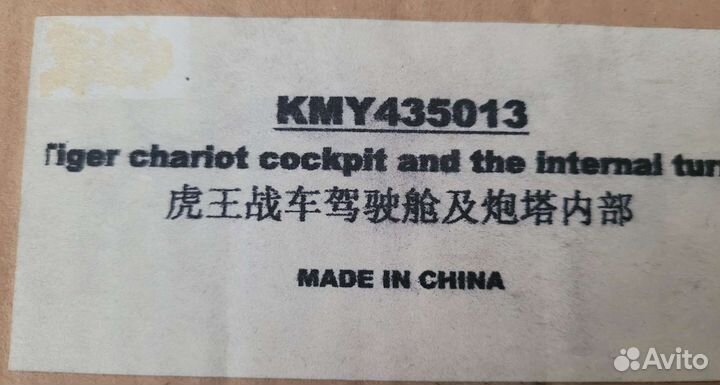 KMY435013
Tiger chariot cockpit and the internal tur
虎王战车驾驶舱及炮塔内部
MADE IN CHINA
Avito